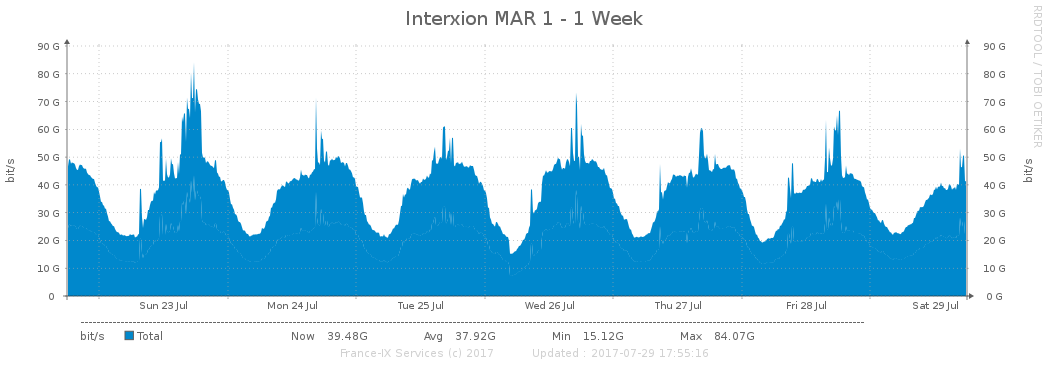 Interxion MAR 1 - 1 Week
RRDTOOL / TOBI OETIKER
90 G 90 G
80 G 80 G
70 G 70 G
60 G 60 G
50 G 50 G
40 G 40 G
30 G 30 G
20 G 20 G
10 G 10 G
0 0 G
bit/s
bit/s
Sun 23 Jul Mon 24 Jul Tue 25 Jul Wed 26 Jul Thu 27 Jul Fri 28 Jul Sat 29 Jul
bit/s Total Now 39.48G Avg 37.92G Min 15.12G Max 84.07G
France-IX Services (c) 2017 Updated : 2017-07-29 17:55:16